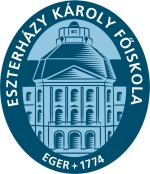 ESZTERHÁZY KÁROLY FŐISKOLA
EGER • 1774